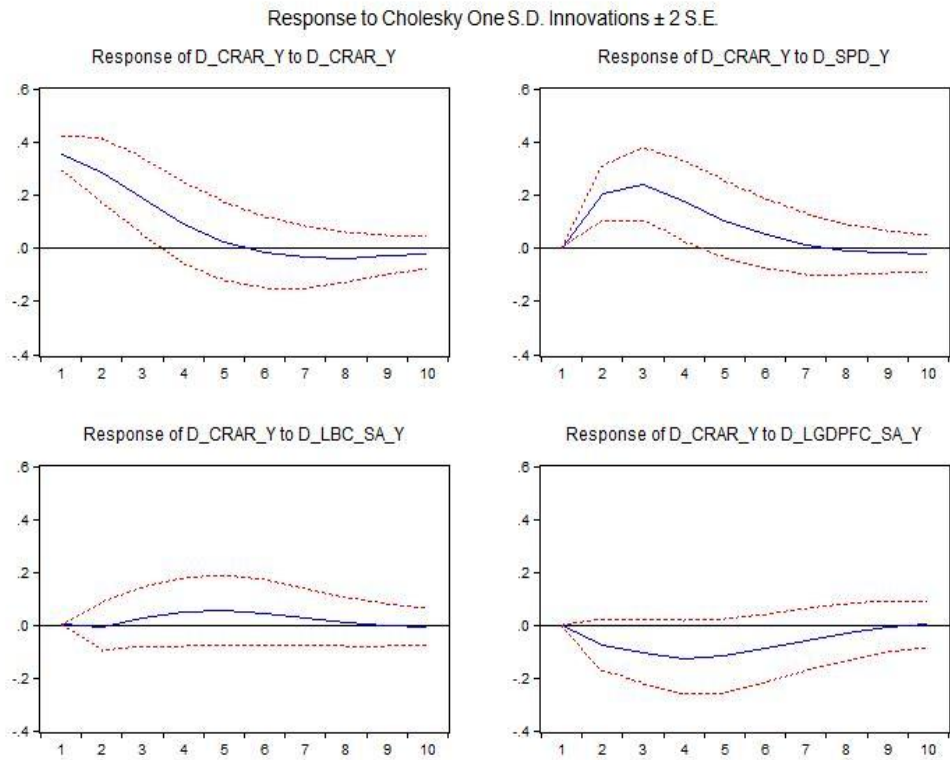 Response to Cholesky One S.D. Innovations ± 2 S.E.
Response of D_CRAR_Y to D_CRAR_Y
.6
.4
.2
.0
-.2
-.4
1 2 3 4 5 6 7 8 9 10
Response of D_CRAR_Y to D_SPD_Y
.6
.4
.2
.0
-.2
-.4
1 2 3 4 5 6 7 8 9 10
Response of D_CRAR_Y to D_LBC_SA_Y
.6
.4
.2
.0
-.2
-.4
1 2 3 4 5 6 7 8 9 10
Response of D_CRAR_Y to D_LGDPFC_SA_Y
.6
.4
.2
.0
-.2
-.4
1 2 3 4 5 6 7 8 9 10